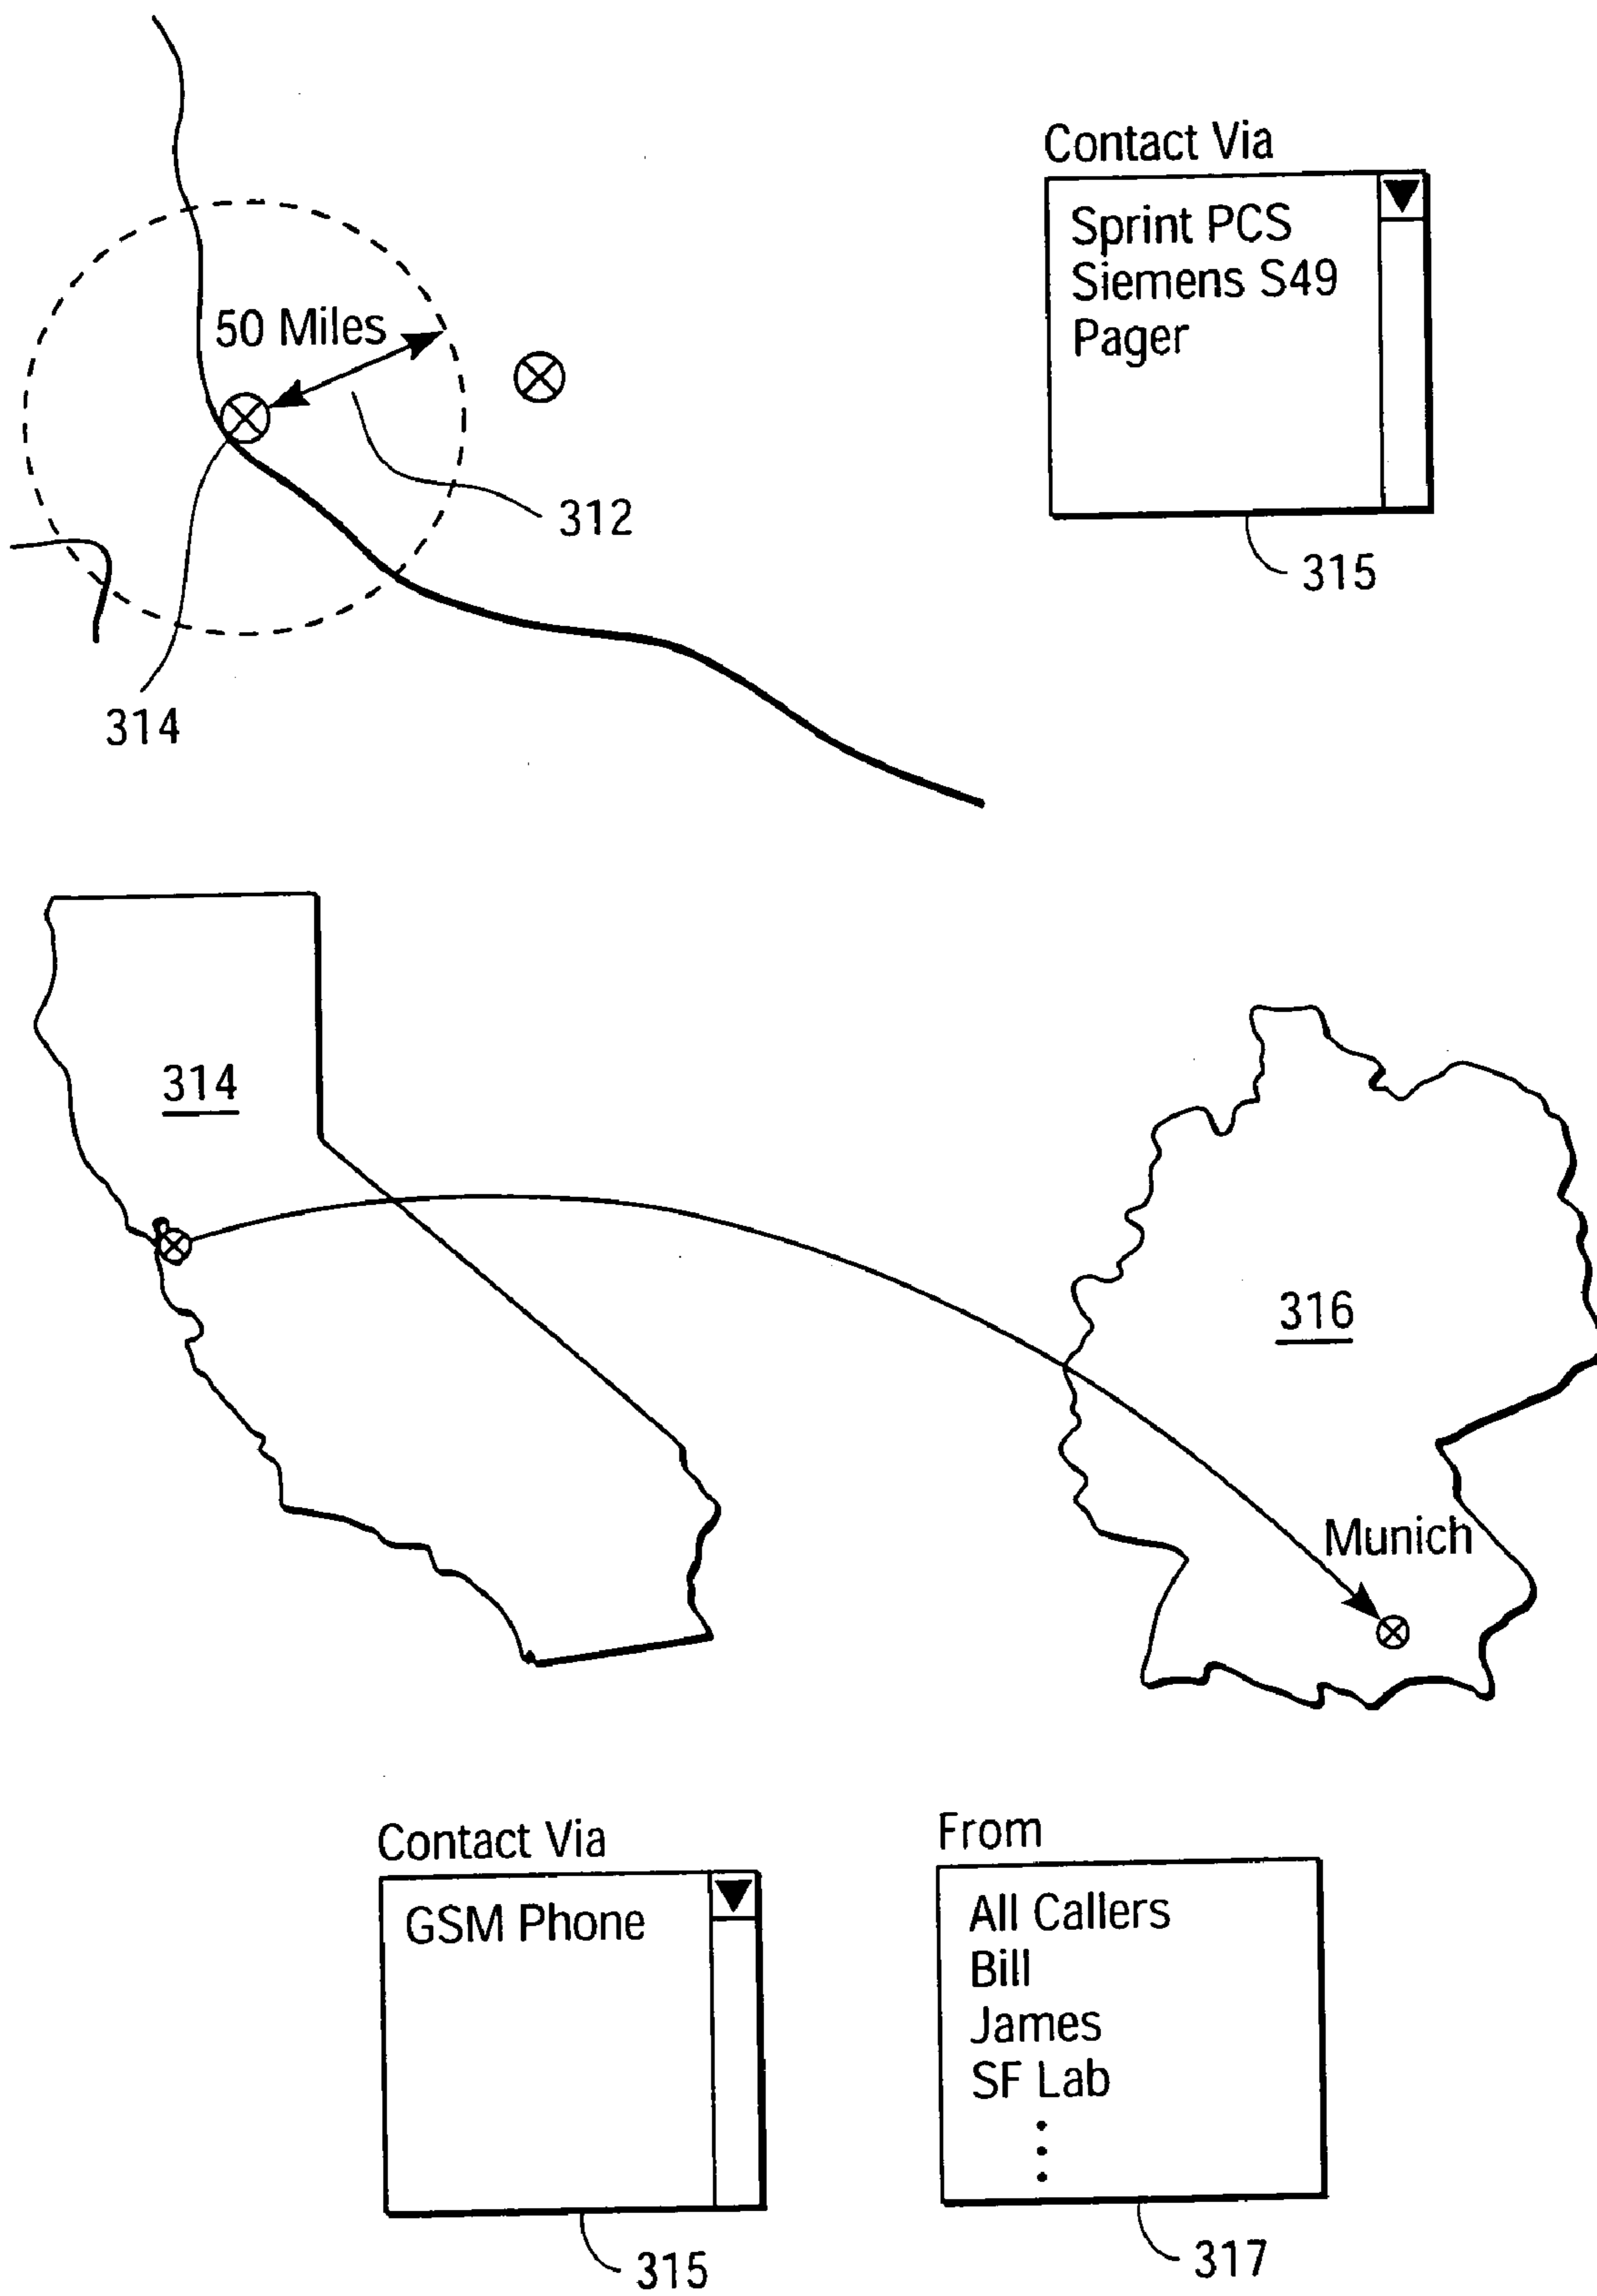 Contact Via
Sprint PCS
Siemens S49
Pager
315
50 Miles
312
314
314
316
Munich
Contact Via
GSM Phone
315
From
All Callers
Bill
James
SF Lab
317